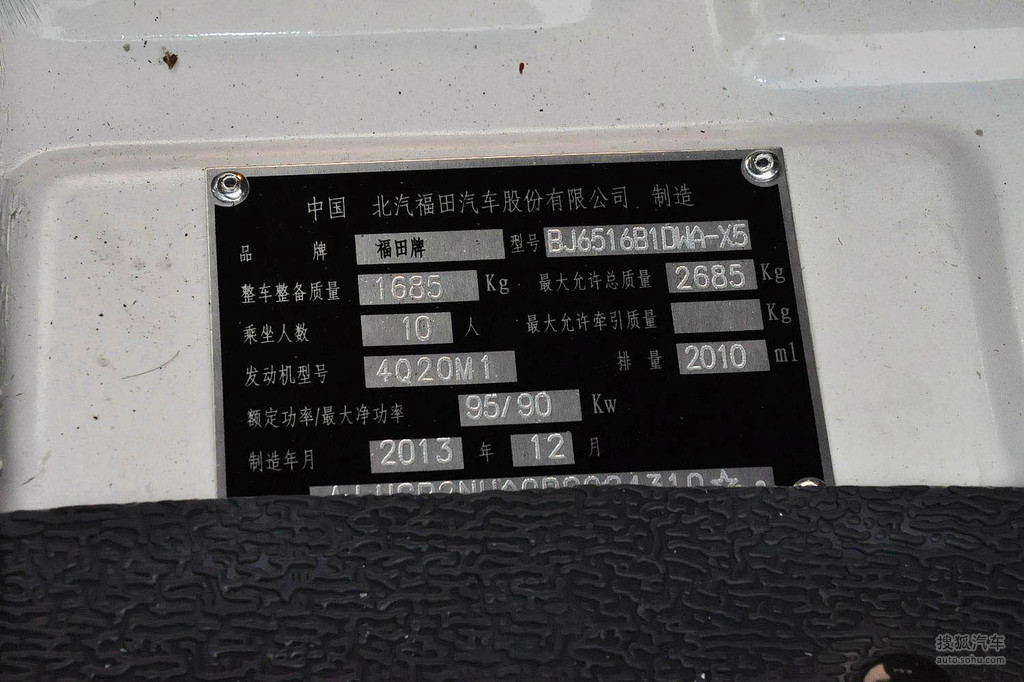 中国 北汽福田汽车股份有限公司 制造
品 牌 福田牌 型号 BJ6516B1DWA-X5
整车整备质量 1685 Kg 最大允许总质量 2685 Kg
乘坐人数 10 人 最大允许牵引质量 Kg
发动机型号 4Q20M1 排 量 2010 ml
额定功率/最大净功率 95/90 Kw
制造年月 2013 年 12 月
搜狐汽车
auto.sohu.com